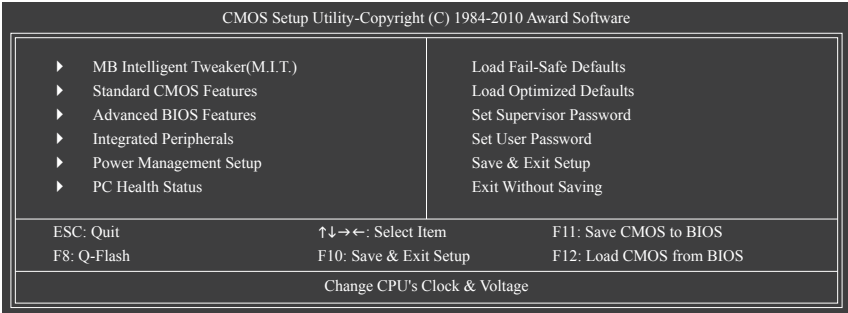 CMOS Setup Utility-Copyright (C) 1984-2010 Award Software
MB Intelligent Tweaker(M.I.T.)
Standard CMOS Features
Advanced BIOS Features
Integrated Peripherals
Power Management Setup
PC Health Status
Load Fail-Safe Defaults
Load Optimized Defaults
Set Supervisor Password
Set User Password
Save & Exit Setup
Exit Without Saving
ESC: Quit ↑↓→←: Select Item F11: Save CMOS to BIOS
F8: Q-Flash F10: Save & Exit Setup F12: Load CMOS from BIOS
Change CPU's Clock & Voltage